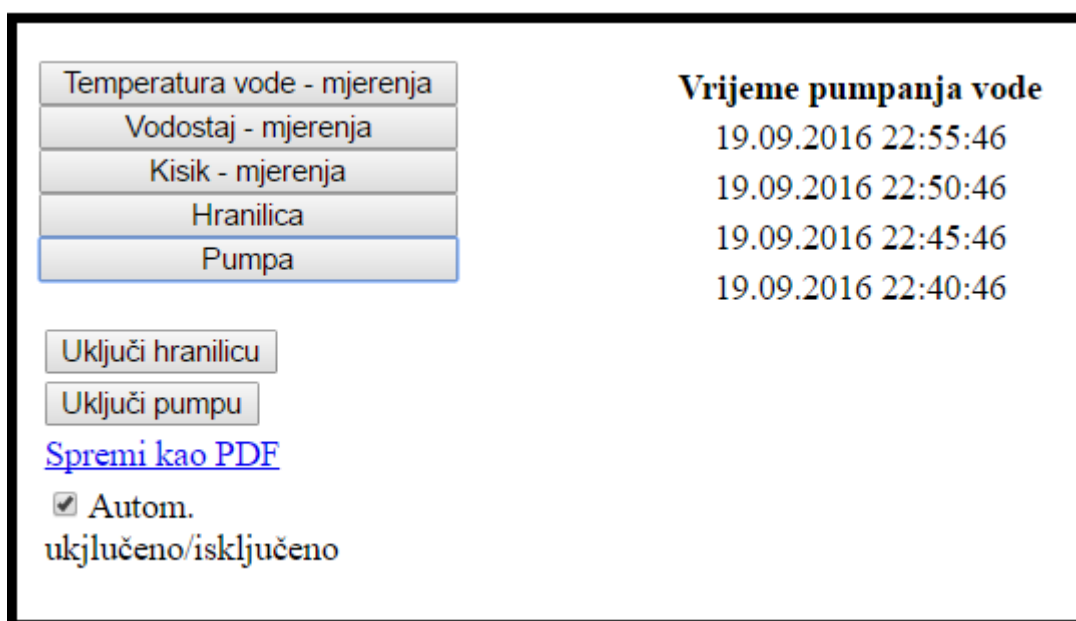 Temperatura vode - mjerenja
Vodostaj - mjerenja
Kisik - mjerenja
Hranilica
Pumpa
Uključi hranilicu
Uključi pumpu
Spremi kao PDF
Autom.
ukjlučeno/isključeno
Vrijeme pumpanja vode
19.09.2016 22:55:46
19.09.2016 22:50:46
19.09.2016 22:45:46
19.09.2016 22:40:46